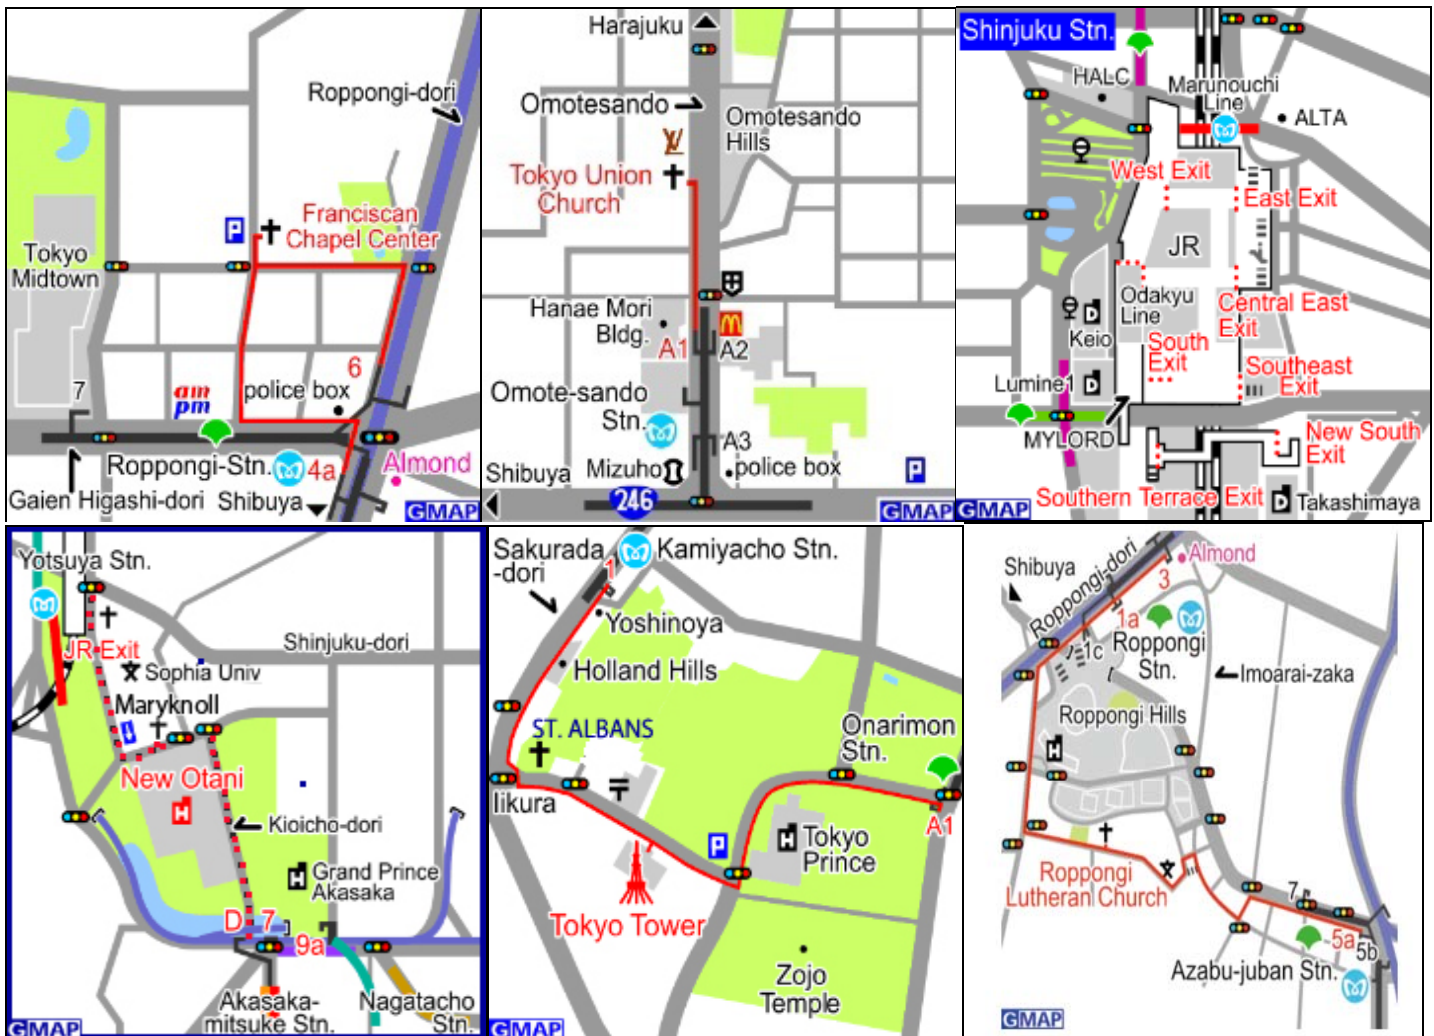 Roppongi-dori
Franciscan
Chapel Center
P
Tokyo
Midtown
6
7
am
pm
police box
Roppongi-Stn.
4a
Almond
Gaien Higashi-dori
Shibuya
GMAP
Harajuku
Omotesando
Omotesando
Hills
Tokyo Union
Church
Hanae Mori
Bldg.
A1
A2
Omote-sando
Stn.
A3
Shibuya
Mizuho
police box
P
246
GMAP
Shinjuku Stn.
HALC
Marunouchi
Line
ALTA
West Exit
East Exit
JR
Odakyu
Line
Central East
Exit
Keio
South
Exit
Southeast
Exit
Lumine1
MYLORD
New South
Exit
Southern Terrace Exit
Takashimaya
GMAP
Yotsuya Stn.
Shinjuku-dori
JR Exit
Sophia Univ
Maryknoll
New Otani
H
Kioicho-dori
H
Grand Prince
Akasaka
D
7
9a
Akasaka-
mitsuke Stn.
Nagatacho
Stn.
GMAP
Sakurada
-dori
Kamiyacho Stn.
1
Yoshinoya
Holland Hills
ST. ALBANS
Onarimon
Stn.
Iikura
A1
P
H
Tokyo
Prince
Tokyo Tower
Zojo
Temple
GMAP
Almond
Shibuya
Roppongi-dori
3
1a
Roppongi
Stn.
1c
Imoarai-zaka
Roppongi Hills
H
Roppongi
Lutheran Church
7
5a
5b
Azabu-juban Stn.
GMAP